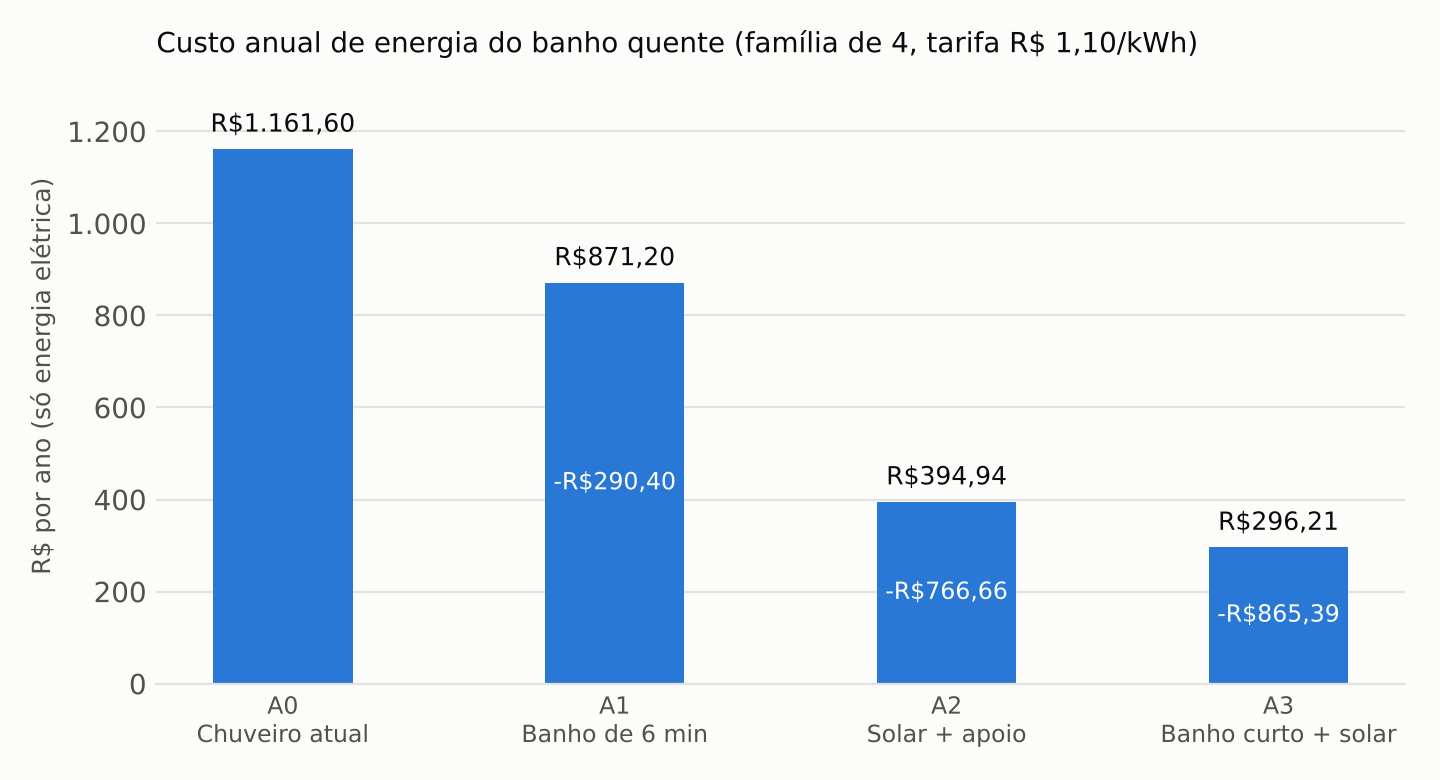 Custo anual de energia do banho quente (família de 4, tarifa R$ 1,10/kWh)
R$ por ano (só energia elétrica)
1.200
1.000
800
600
400
200
0
R$1.161,60
R$871,20
-R$290,40
R$394,94
-R$766,66
R$296,21
-R$865,39
A0
Chuveiro atual
A1
Banho de 6 min
A2
Solar + apoio
A3
Banho curto + solar